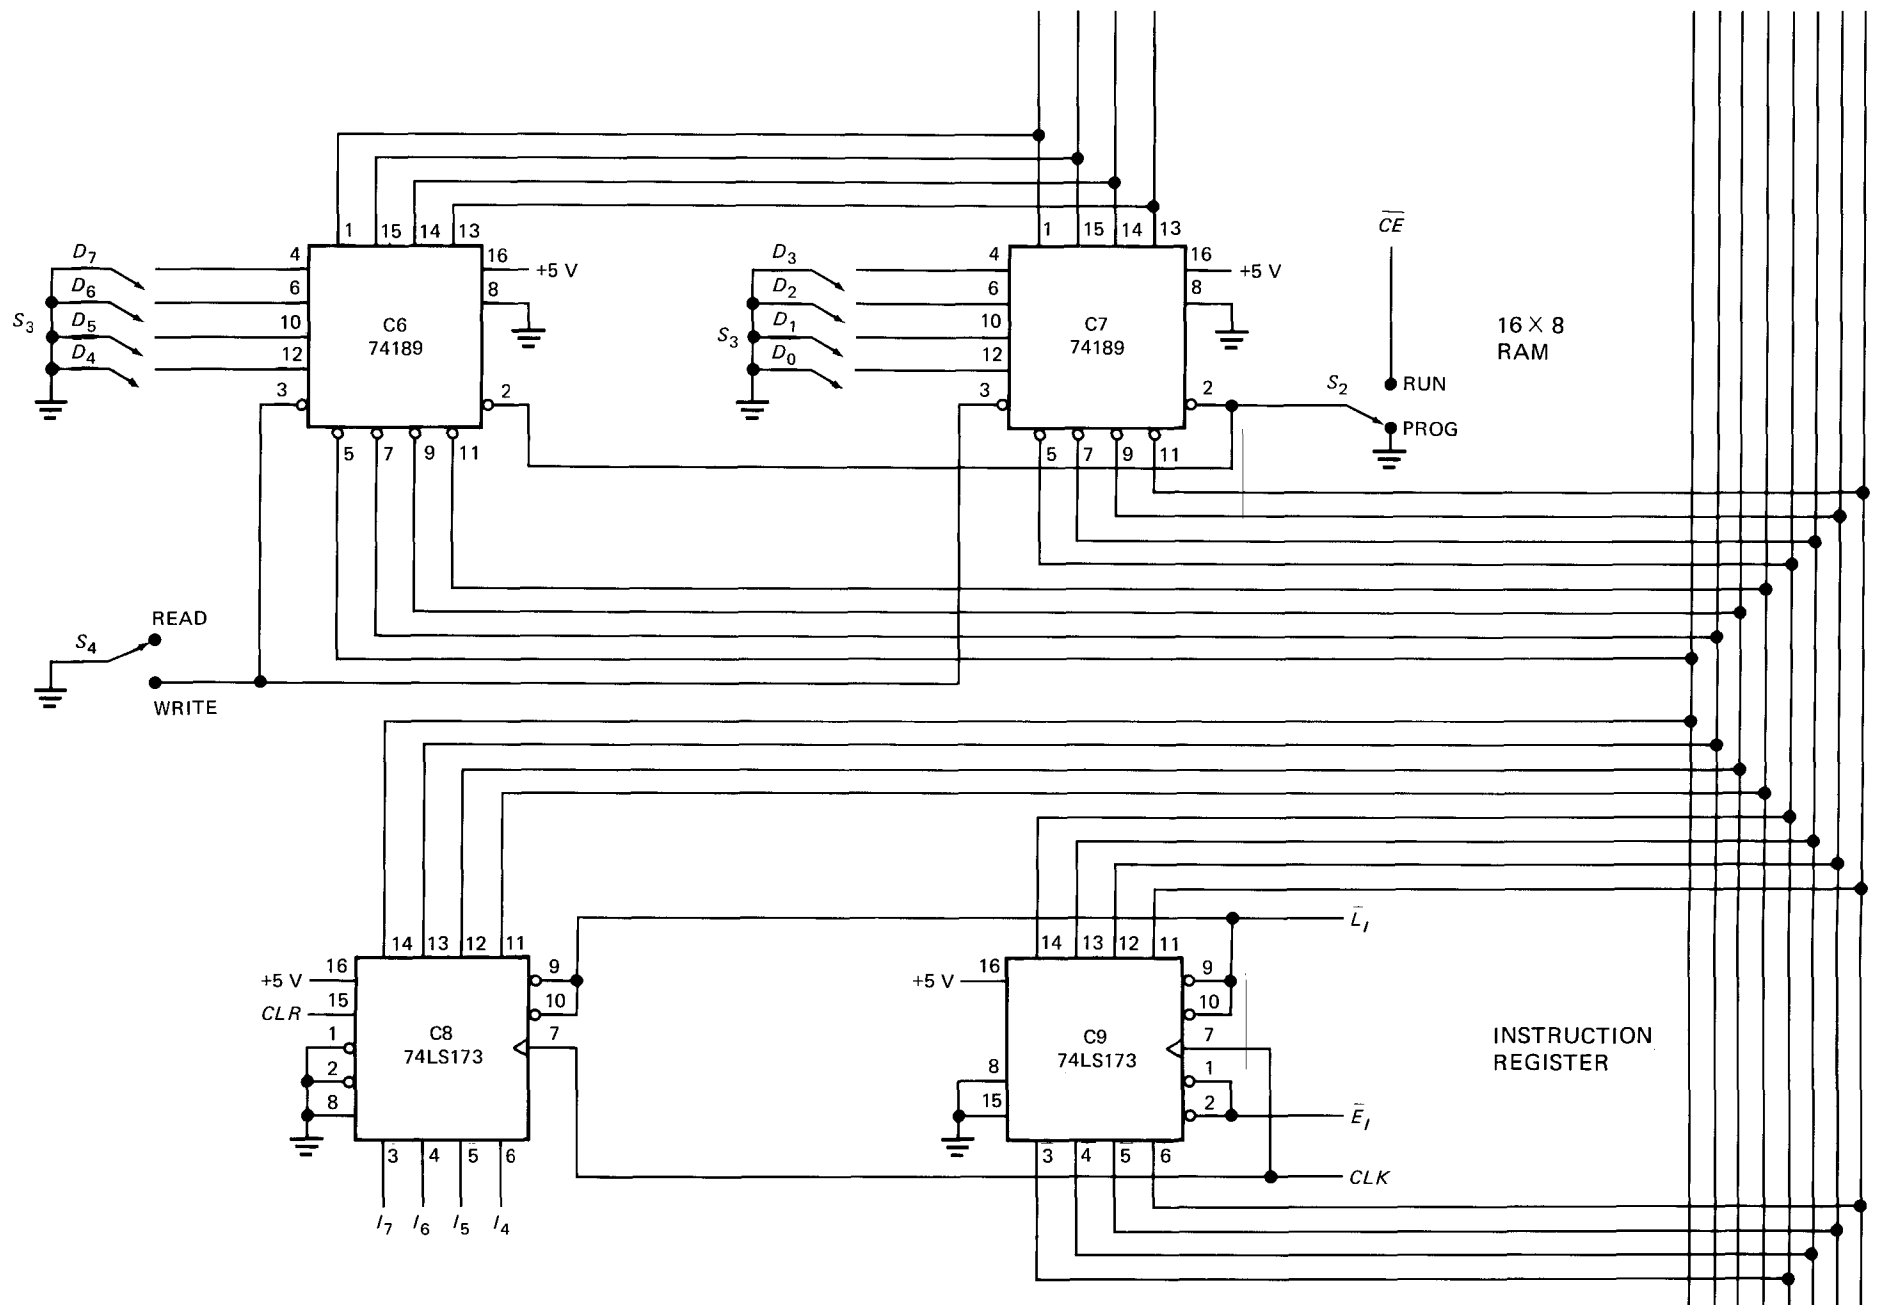 1 15 14 13
1 15 14 13
CE
D7
4
16
+5 V
D6
6
8
S3
D5
10
C6
74189
D4
12
3
2
5 7 9 11
D3
4
16
+5 V
D2
6
8
S3
D1
10
C7
74189
D0
12
3
2
5 7 9 11
16 X 8
RAM
S2
RUN
PROG
READ
S4
WRITE
14 13 12 11
+5 V 16
9
CLR 15
10
1
C8
74LS173
7
2
8
3 4 5 6
I7 I6 I5 I4
14 13 12 11
L̄I
+5 V 16
9
10
C9
74LS173
7
8
1
15
2
ĒI
3 4 5 6
CLK
INSTRUCTION
REGISTER